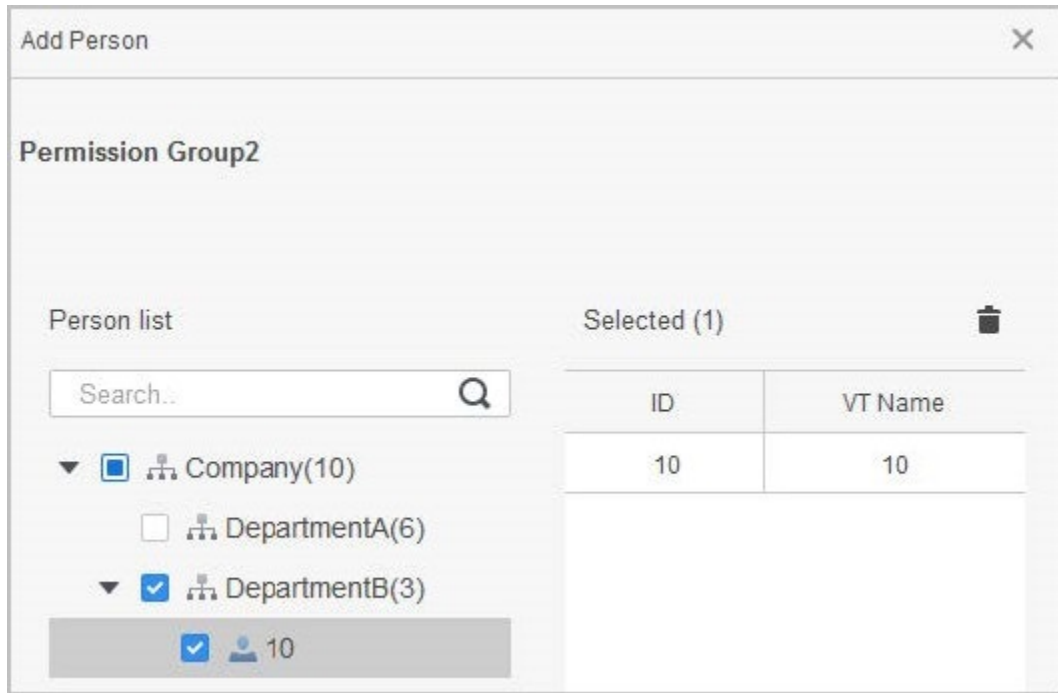 Add Person
Permission Group2
Person list
Search..
Company(10)
DepartmentA(6)
DepartmentB(3)
10
Selected (1)
ID VT Name
10 10